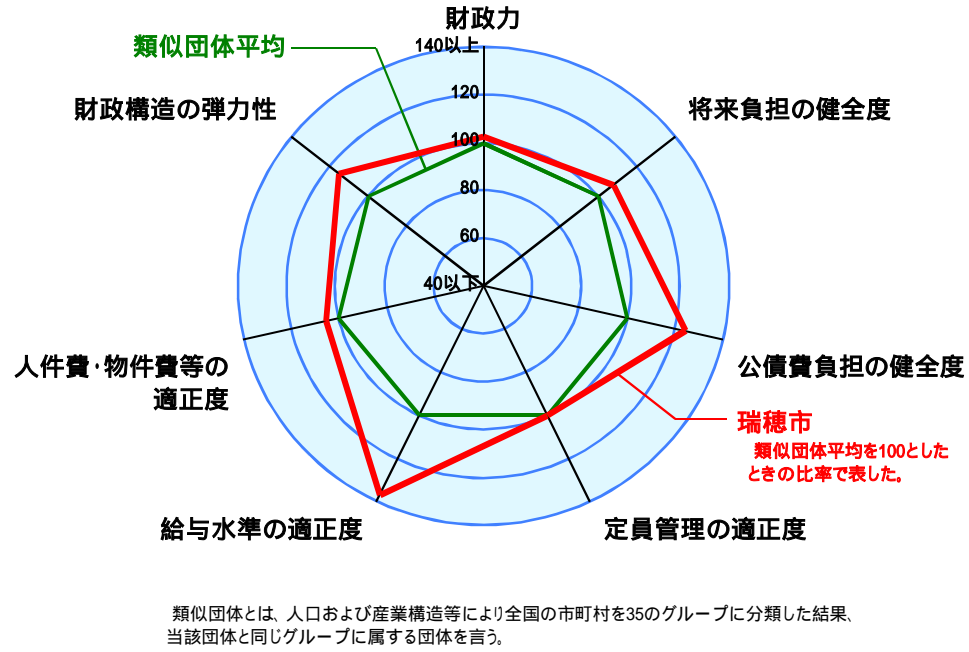 財政力
類似団体平均
140以上
財政構造の弾力性
120
将来負担の健全度
100
80
60
40以下
人件費・物件費等の
適正度
公債費負担の健全度
瑞穂市
類似団体平均を100とした
ときの比率で表した。
給与水準の適正度
定員管理の適正度
類似団体とは、人口および産業構造等により全国の市町村を35のグループに分類した結果、
当該団体と同じグループに属する団体を言う。